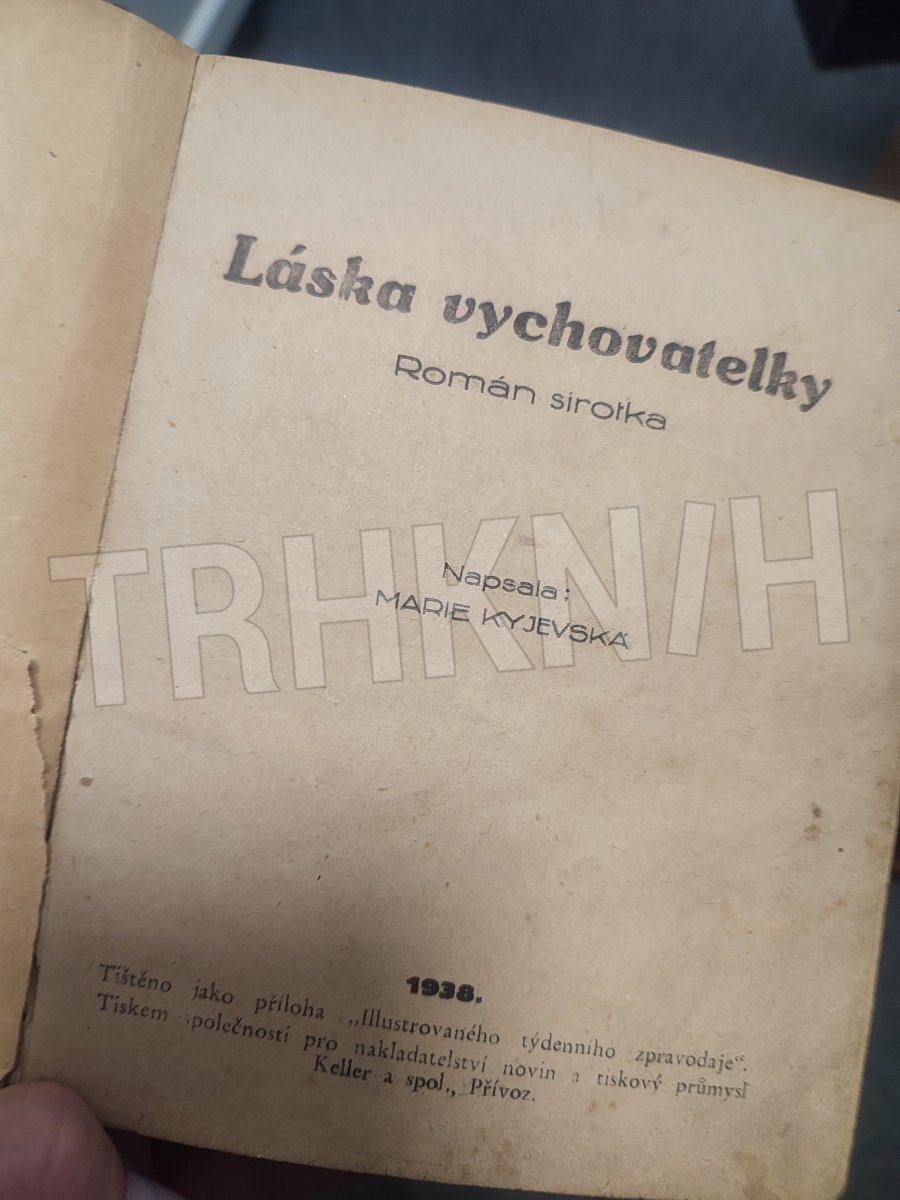 Láska vychovatelky
Román sirotka
TRHKNIH
Napsala:
MARIE KYJEVSKÁ
1938.
Tištěno jako příloha „Illustrovaného týdenního zpravodaje“.
Tiskem společnosti pro nakladatelství novin a tiskový průmysl
Keller a spol., Přívoz.